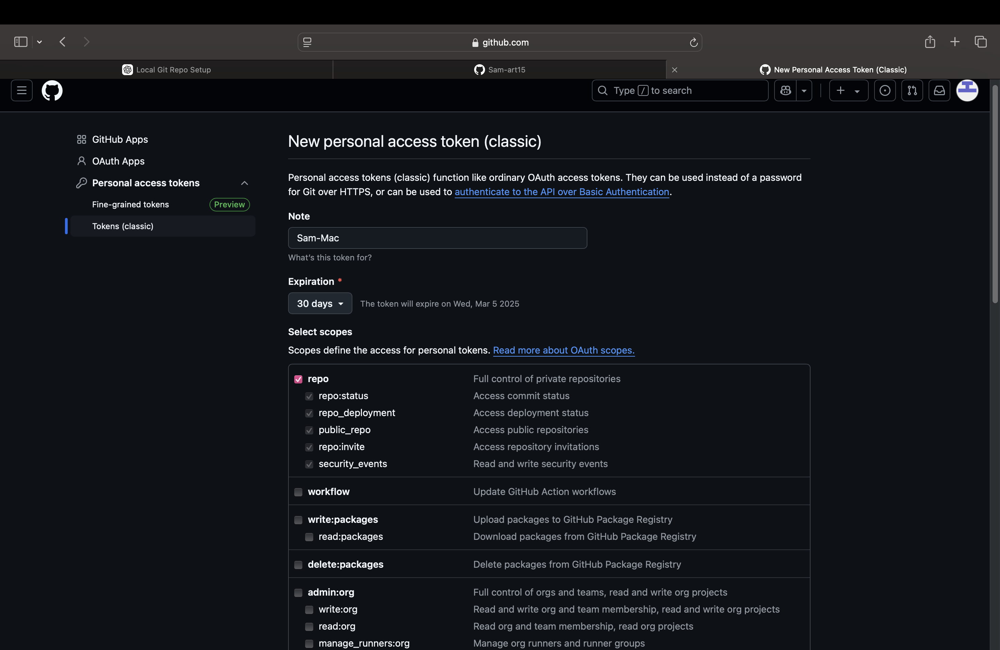 github.com
Local Git Repo Setup
Sam-art15
New Personal Access Token (Classic)
Type / to search
GitHub Apps
OAuth Apps
Personal access tokens
Fine-grained tokens
Preview
Tokens (classic)
New personal access token (classic)
Personal access tokens (classic) function like ordinary OAuth access tokens. They can be used instead of a password
for Git over HTTPS, or can be used to authenticate to the API over Basic Authentication.
Note
Sam-Mac
What's this token for?
Expiration *
30 days
The token will expire on Wed, Mar 5 2025
Select scopes
Scopes define the access for personal tokens. Read more about OAuth scopes.
repo Full control of private repositories
repo:status Access commit status
repo_deployment Access deployment status
public_repo Access public repositories
repo:invite Access repository invitations
security_events Read and write security events
workflow Update GitHub Action workflows
write:packages Upload packages to GitHub Package Registry
read:packages Download packages from GitHub Package Registry
delete:packages Delete packages from GitHub Package Registry
admin:org Full control of orgs and teams, read and write org projects
write:org Read and write org and team membership, read and write org projects
read:org Read org and team membership, read org projects
manage_runners:org Manage org runners and runner groups